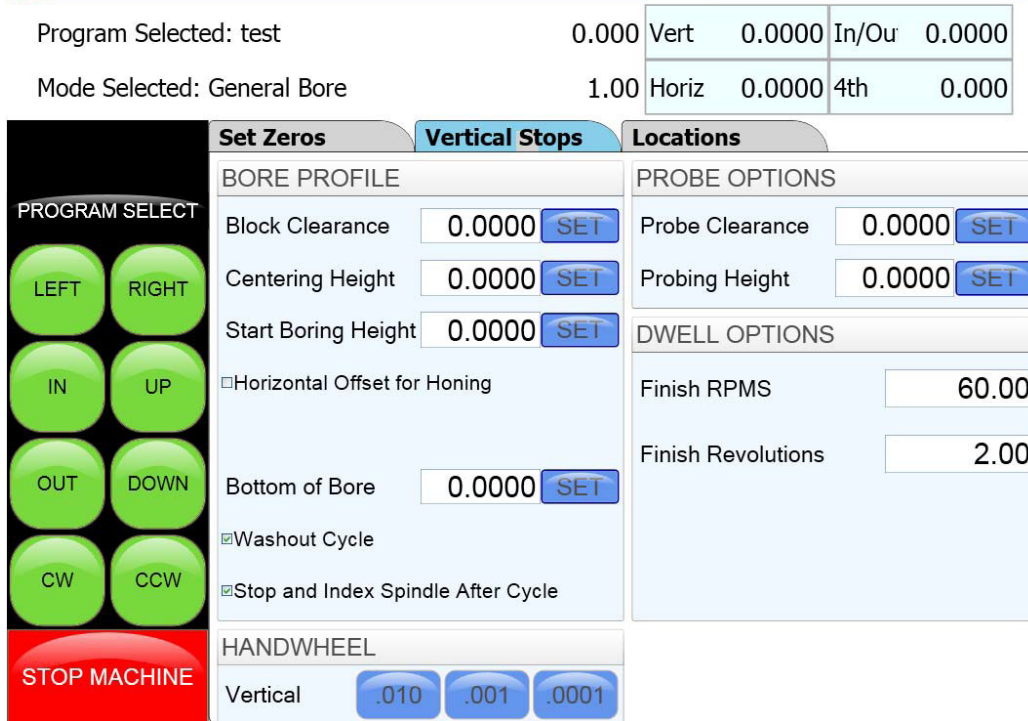 Program Selected: test 0.000 Vert 0.0000 In/Ou 0.0000
Mode Selected: General Bore 1.00 Horiz 0.0000 4th 0.000
Set Zeros Vertical Stops Locations
PROGRAM SELECT
LEFT RIGHT
IN UP
OUT DOWN
CW CCW
STOP MACHINE
BORE PROFILE
Block Clearance 0.0000 SET
Centering Height 0.0000 SET
Start Boring Height 0.0000 SET
Horizontal Offset for Honing
Bottom of Bore 0.0000 SET
Washout Cycle
Stop and Index Spindle After Cycle
HANDWHEEL
Vertical .010 .001 .0001
PROBE OPTIONS
Probe Clearance 0.0000 SET
Probing Height 0.0000 SET
DWELL OPTIONS
Finish RPMS 60.00
Finish Revolutions 2.00